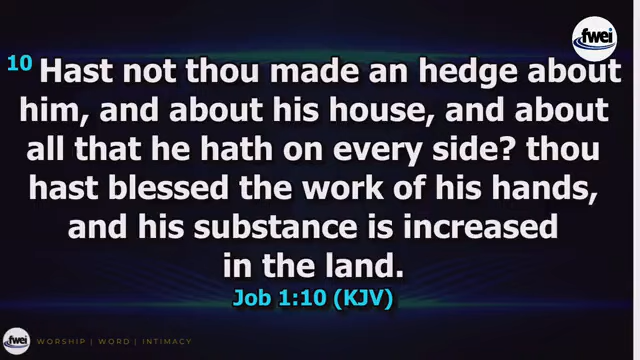 fwei
10 Hast not thou made an hedge about
him, and about his house, and about
all that he hath on every side? thou
hast blessed the work of his hands,
and his substance is increased
in the land.
Job 1:10 (KJV)
fwei WORSHIP | WORD | INTIMACY